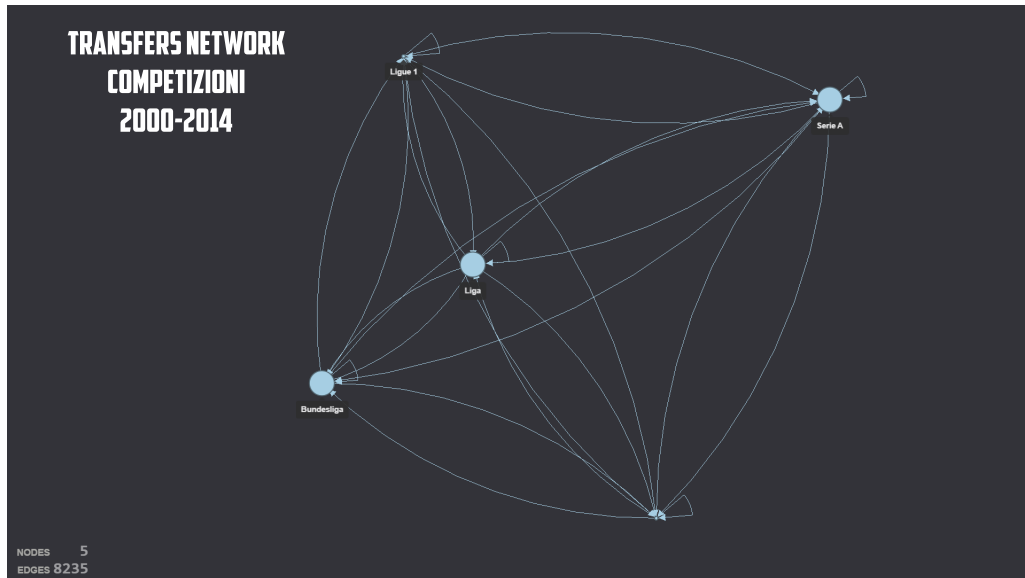 TRANSFERS NETWORK
COMPETIZIONI
2000-2014
Ligue 1
Serie A
Liga
Bundesliga
NODES 5
EDGES 8235